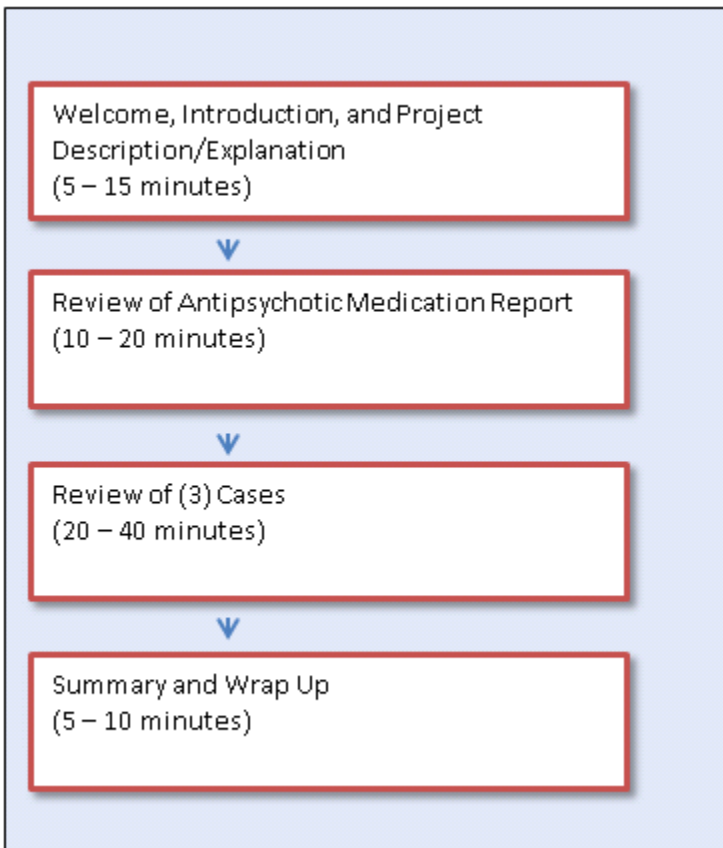 Welcome, Introduction, and Project
Description/Explanation
(5 – 15 minutes)
Review of Antipsychotic Medication Report
(10 – 20 minutes)
Review of (3) Cases
(20 – 40 minutes)
Summary and Wrap Up
(5 – 10 minutes)